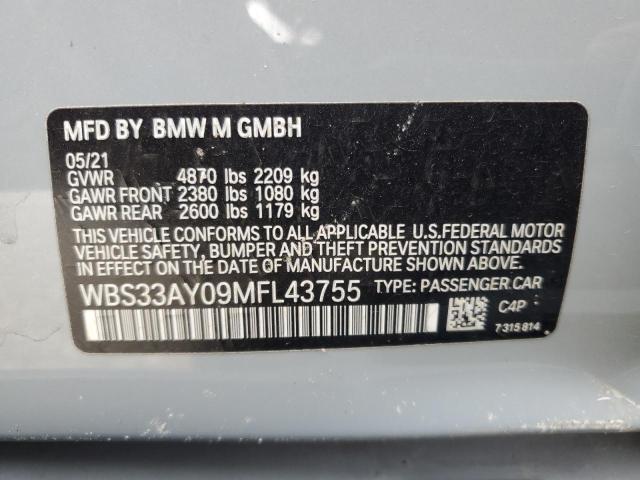 MFD BY BMW M GMBH
05/21
GVWR 4870 lbs 2209 kg
GAWR FRONT 2380 lbs 1080 kg
GAWR REAR 2600 lbs 1179 kg
THIS VEHICLE CONFORMS TO ALL APPLICABLE U.S.FEDERAL MOTOR
VEHICLE SAFETY, BUMPER AND THEFT PREVENTION STANDARDS
IN EFFECT ON THE DATE OF MANUFACTURE SHOWN ABOVE.
WBS33AY09MFL43755 TYPE: PASSENGER CAR
C4P
7315814